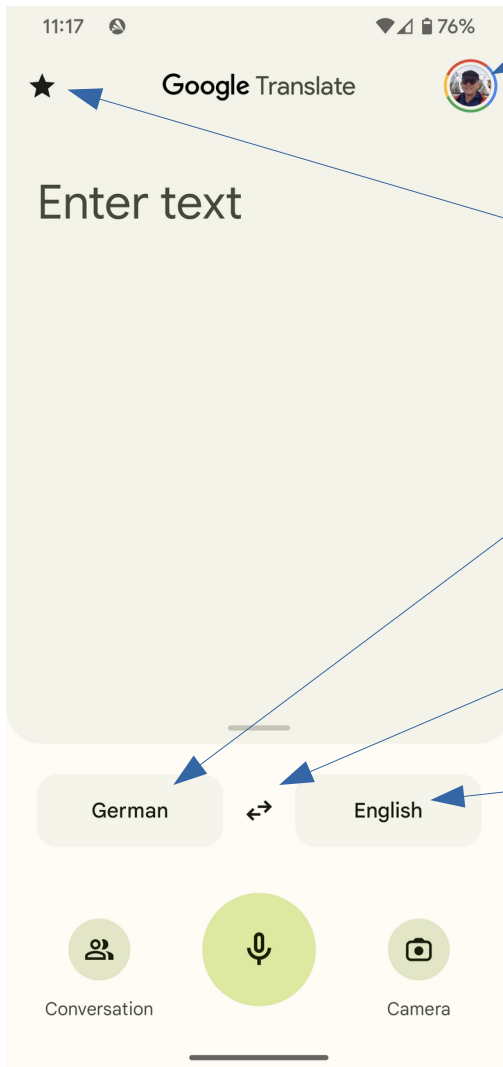 11:17 76%
Google Translate
Enter text
German English
Conversation Camera